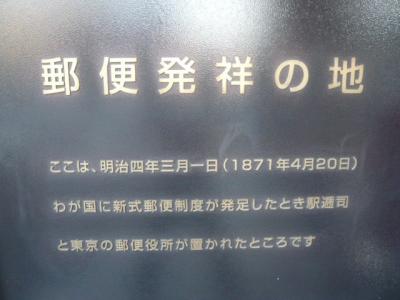 郵便発祥の地
ここは、明治四年三月一日(1871年4月20日)
わが国に新式郵便制度が発足したとき駅逓司
と東京の郵便役所が置かれたところです